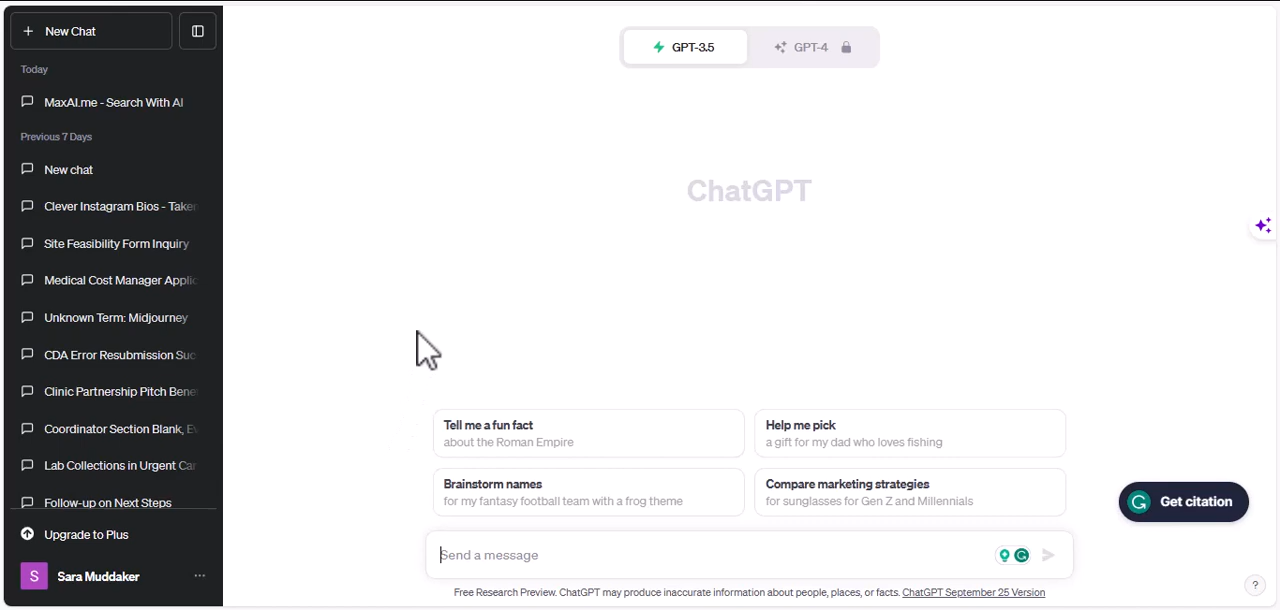 New Chat
Today
MaxAI.me - Search With AI
Previous 7 Days
New chat
Clever Instagram Bios - Taken
Site Feasibility Form Inquiry
Medical Cost Manager Applic
Unknown Term: Midjourney
CDA Error Resubmission Suc
Clinic Partnership Pitch Bene
Coordinator Section Blank, Ev
Lab Collections in Urgent Car
Follow-up on Next Steps
Upgrade to Plus
S Sara Muddaker ...
GPT-3.5 GPT-4
ChatGPT
Tell me a fun fact
about the Roman Empire
Help me pick
a gift for my dad who loves fishing
Brainstorm names
for my fantasy football team with a frog theme
Compare marketing strategies
for sunglasses for Gen Z and Millennials
G Get citation
Send a message
Free Research Preview. ChatGPT may produce inaccurate information about people, places, or facts. ChatGPT September 25 Version
?